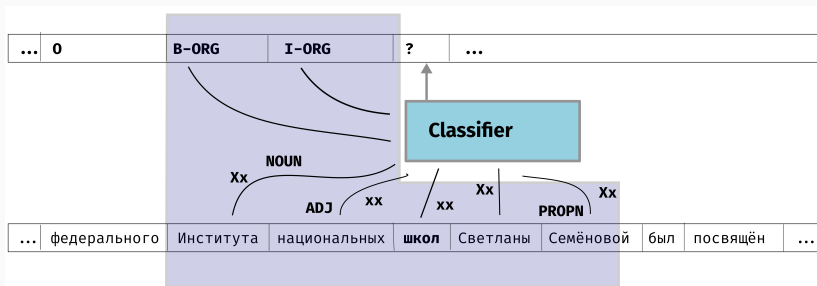 ... O B-ORG I-ORG ? ...
Classifier
NOUN
Xx ADJ xx xx Xx PROPN Xx
... федерального Института национальных школ Светланы Семёновой был посвящён ...